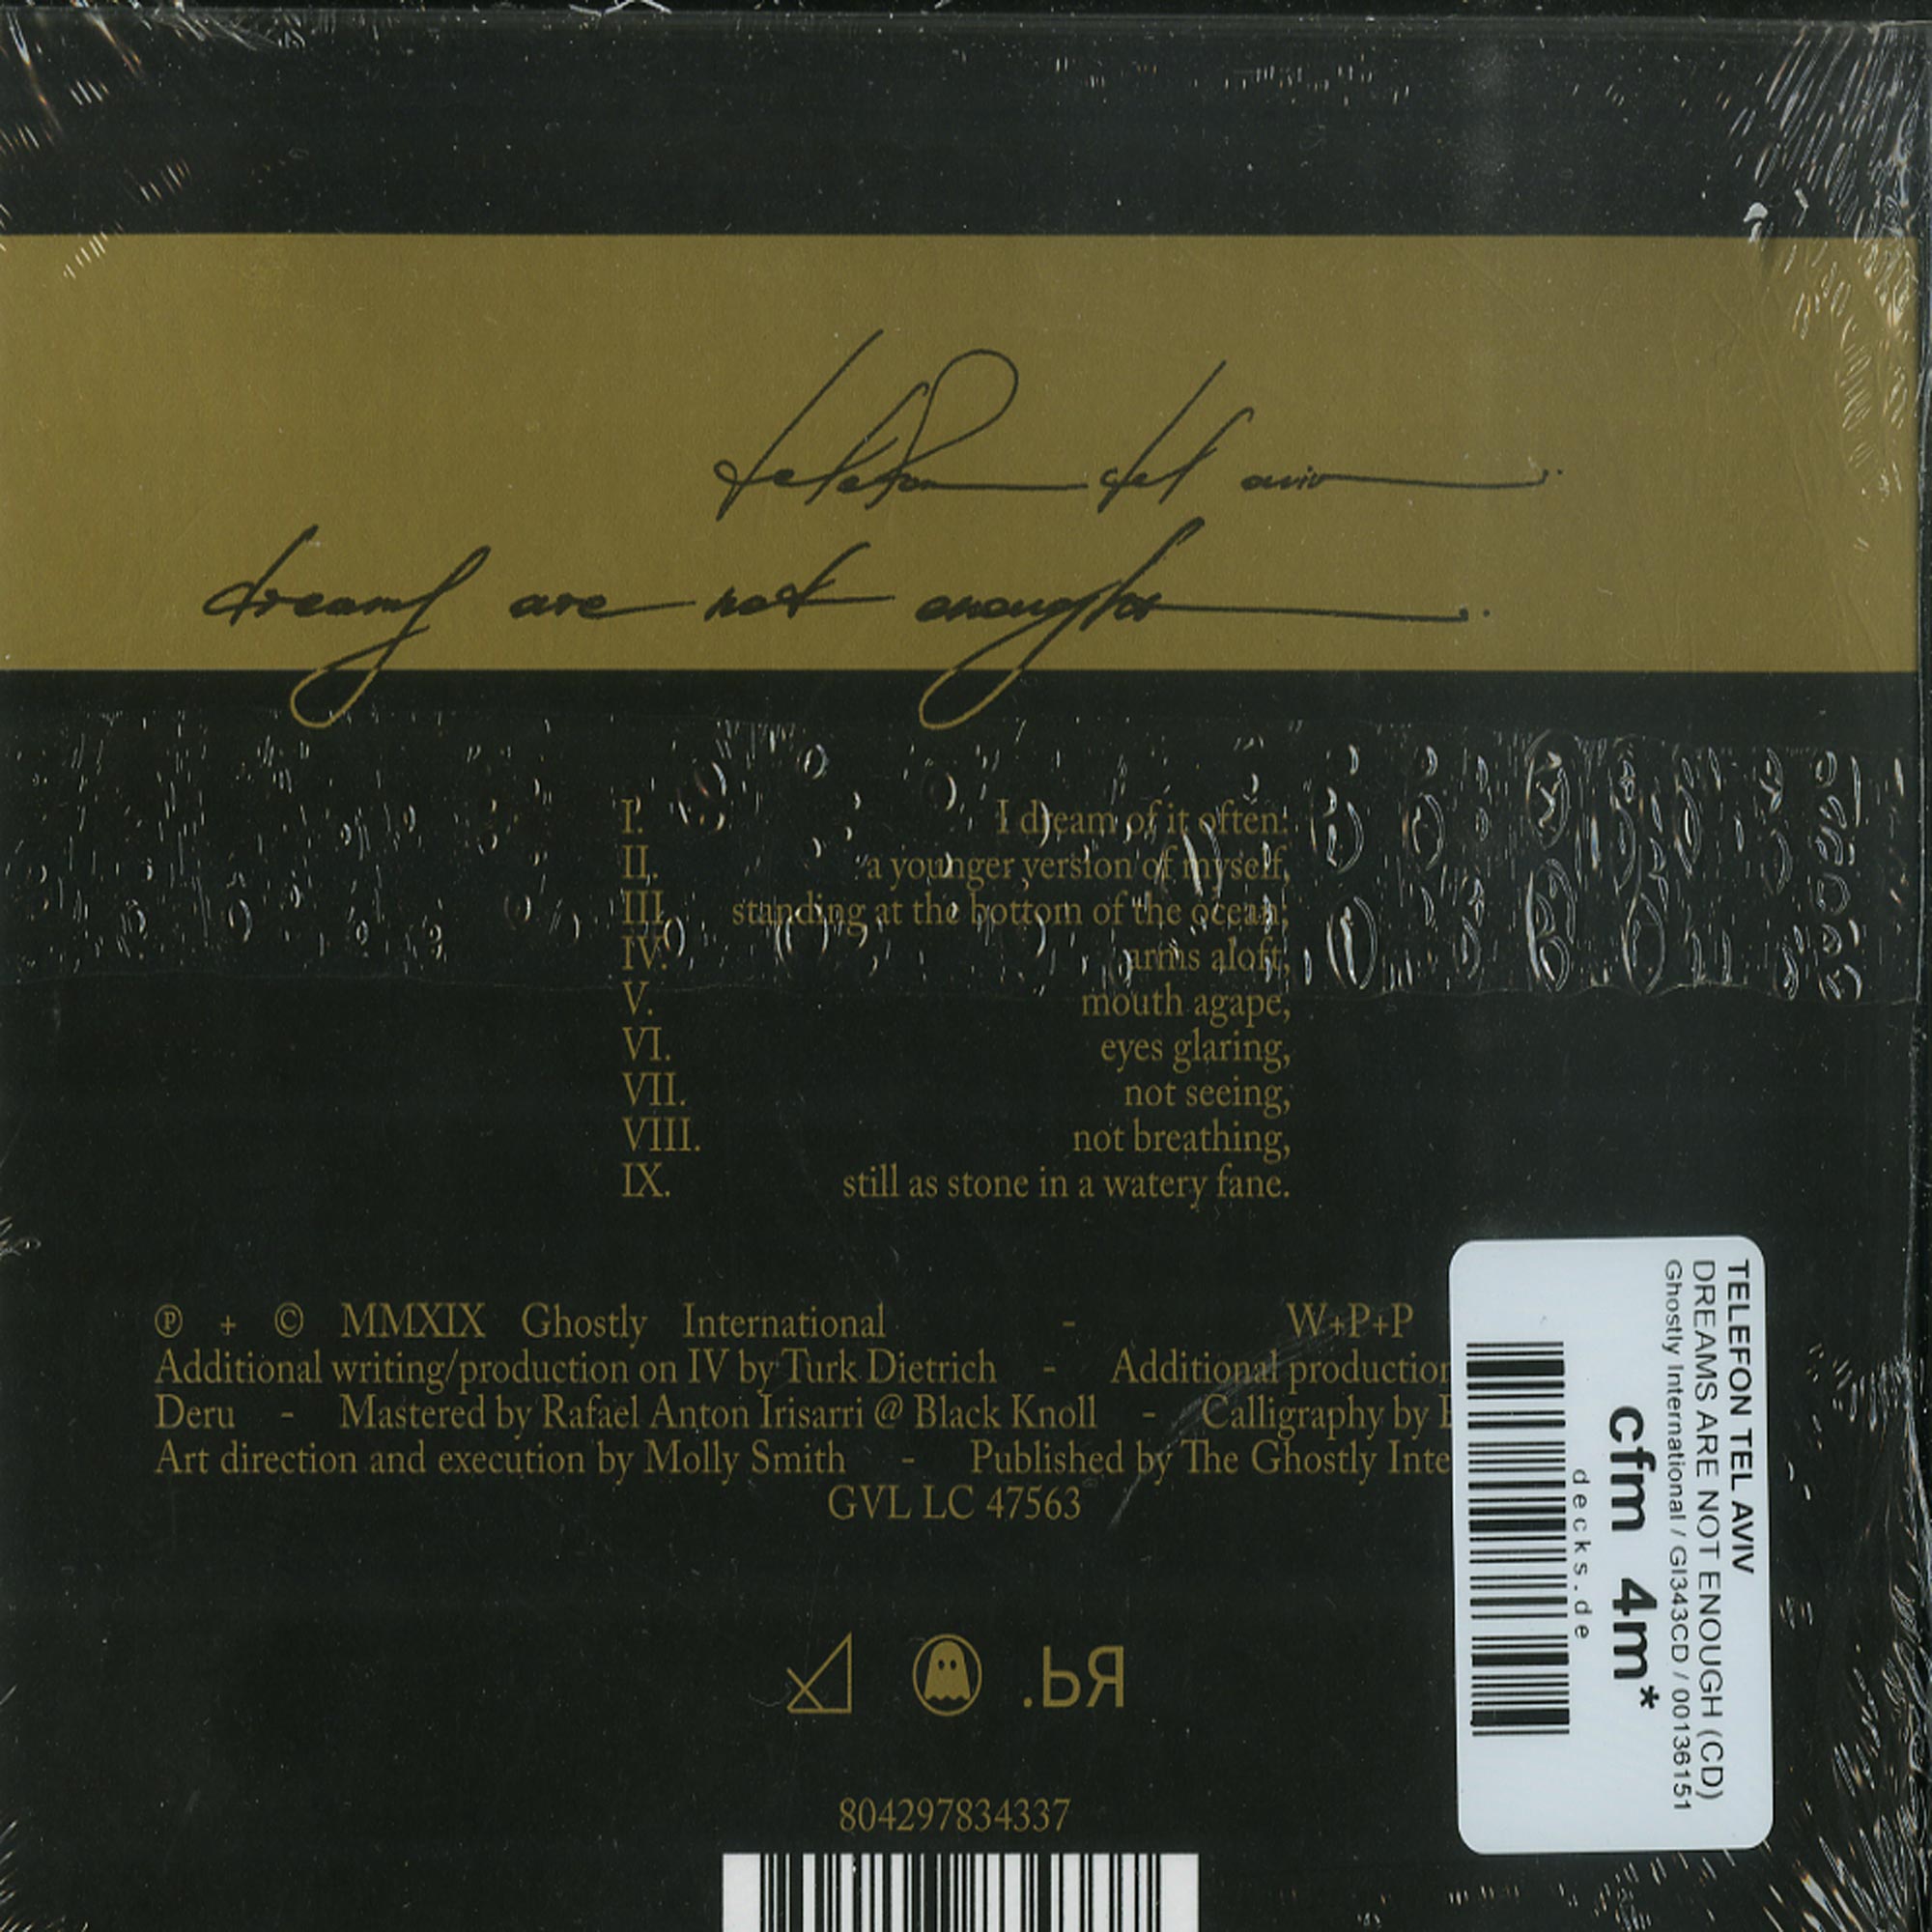 telefon tel aviv
dreams are not enough
I. I dream of it often:
II. a younger version of myself,
III. standing at the bottom of the ocean;
IV. arms aloft,
V. mouth agape,
VI. eyes glaring,
VII. not seeing,
VIII. not breathing,
IX. still as stone in a watery fane.
℗ + © MMXIX Ghostly International - W+P+P
Additional writing/production on IV by Turk Dietrich - Additional production
Deru - Mastered by Rafael Anton Irisarri @ Black Knoll - Calligraphy by
Art direction and execution by Molly Smith - Published by The Ghostly Inte
GVL LC 47563
.ЬЯ
804297834337
TELEFON TEL AVIV
DREAMS ARE NOT ENOUGH (CD)
Ghostly International / GI343CD / 00136151
cfm 4m*
decks.de